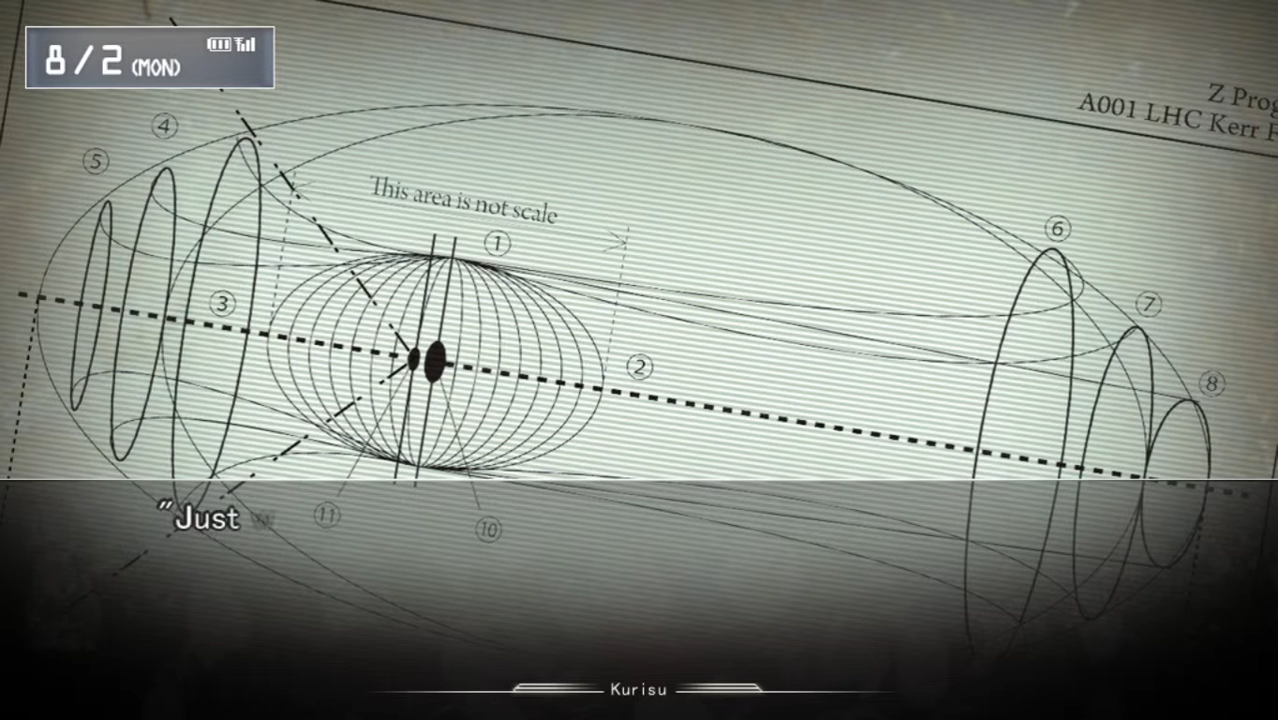 8/2 (MON)
Z Prog
A001 LHC Kerr
④
⑤
This area is not scale
①
⑥
③
⑦
②
⑧
"Just
⑪
⑩
Kurisu